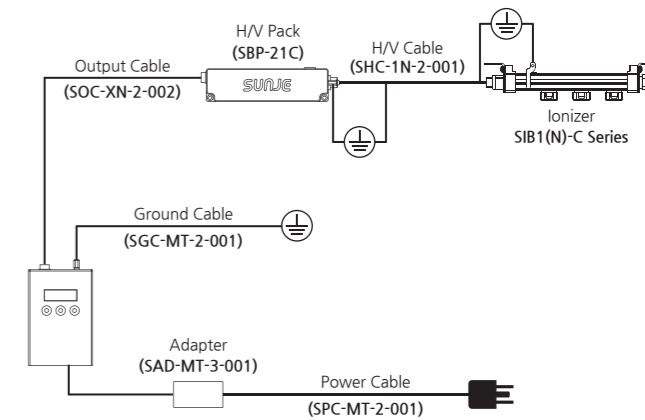 H/V Pack
(SBP-21C)
H/V Cable
(SHC-1N-2-001)
Output Cable
(SOC-XN-2-002)
SUNJE
Ionizer
SIB1(N)-C Series
Ground Cable
(SGC-MT-2-001)
Adapter
(SAD-MT-3-001)
Power Cable
(SPC-MT-2-001)